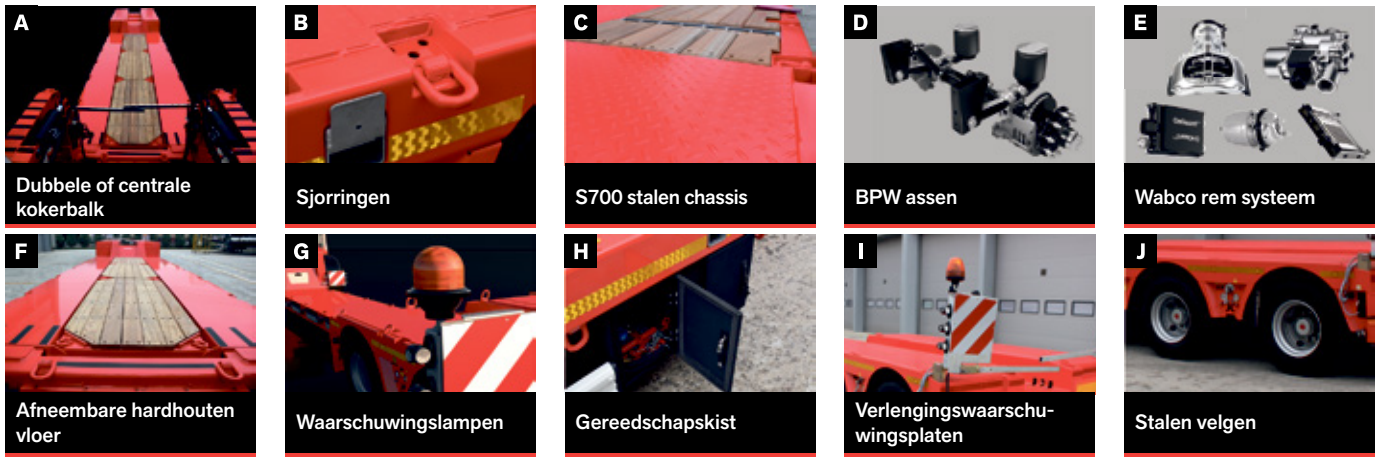 A
Dubbele of centrale
kokerbalk
B
Sjorringen
C
S700 stalen chassis
D
BPW assen
E
Wabco rem systeem
F
Afneembare hardhouten
vloer
G
Waarschuwingslampen
H
Gereedschapskist
I
Verlengingswaarschu-
wingsplaten
J
Stalen velgen